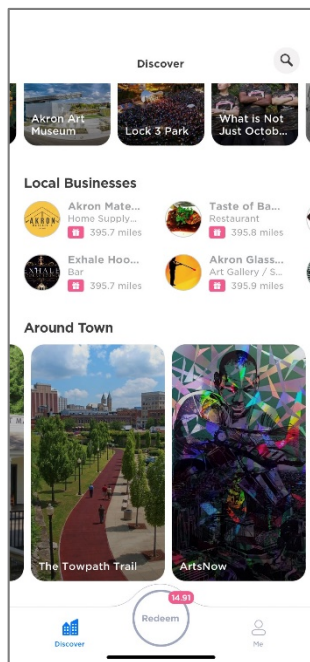 Discover
Akron Art
Museum
Lock 3 Park
What is Not
Just Octob...
Local Businesses
Akron Mate...
Home Supply...
395.7 miles
Taste of Ba...
Restaurant
395.8 miles
Exhale Hoo...
Bar
395.7 miles
Akron Glass...
Art Gallery / S...
395.9 miles
AKRON
EXHALE
Around Town
The Towpath Trail
ArtsNow
14.91
Redeem
Discover
Me